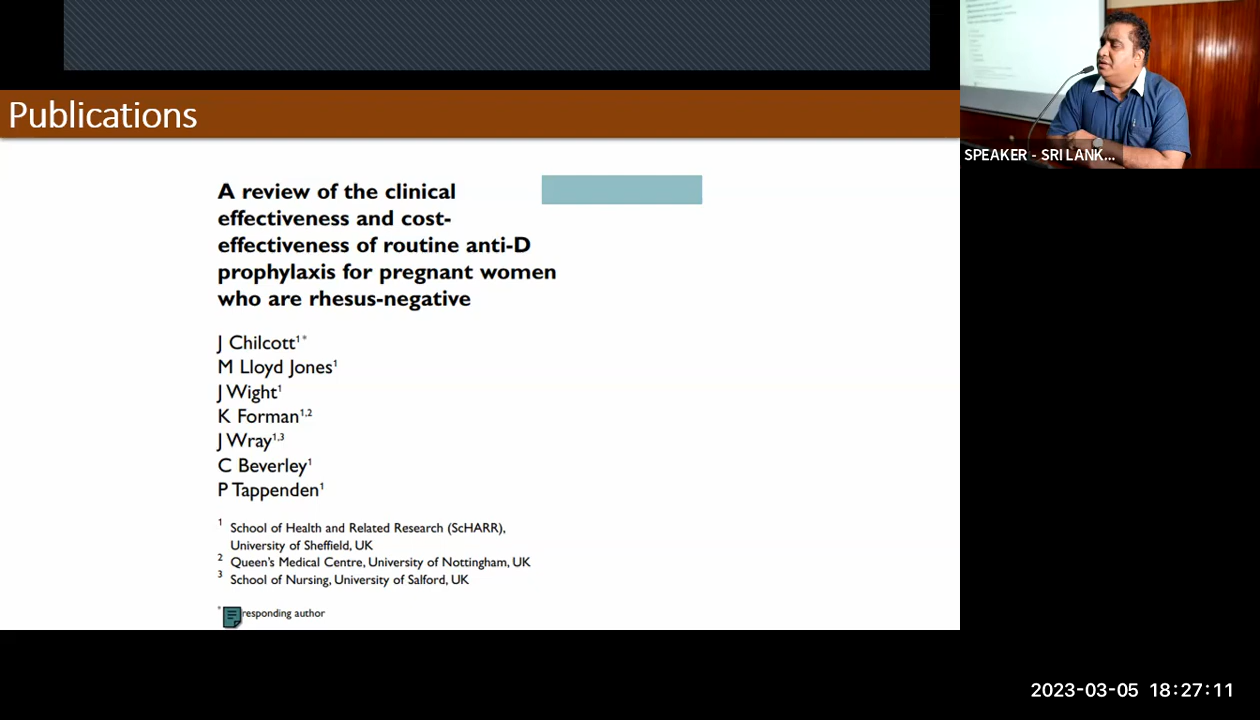 Publications
A review of the clinical
effectiveness and cost-
effectiveness of routine anti-D
prophylaxis for pregnant women
who are rhesus-negative
J Chilcott1*
M Lloyd Jones1
J Wight1
K Forman1,2
J Wray1,3
C Beverley1
P Tappenden1
1 School of Health and Related Research (ScHARR),
University of Sheffield, UK
2 Queen's Medical Centre, University of Nottingham, UK
3 School of Nursing, University of Salford, UK
* responding author
SPEAKER - SRI LANK...
2023-03-05 18:27:11